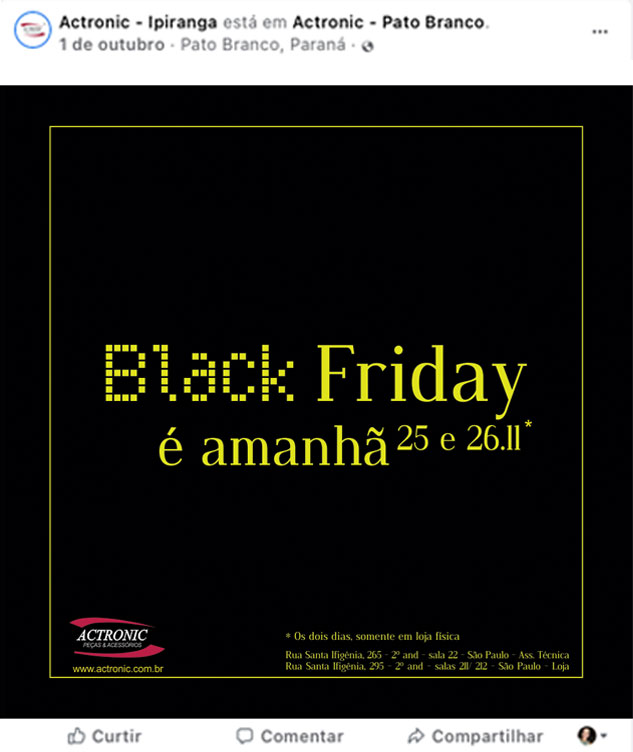 Actronic - Ipiranga está em Actronic - Pato Branco.
1 de outubro · Pato Branco, Paraná ·
Black Friday
é amanhã 25 e 26.11*
ACTRONIC
PEÇAS & ACESSÓRIOS
www.actronic.com.br
* Os dois dias, somente em loja física
Rua Santa Ifigênia, 265 - 2º and - sala 22 - São Paulo - Ass. Técnica
Rua Santa Ifigênia, 295 - 2º and - salas 211/ 212 - São Paulo - Loja
Curtir Comentar Compartilhar